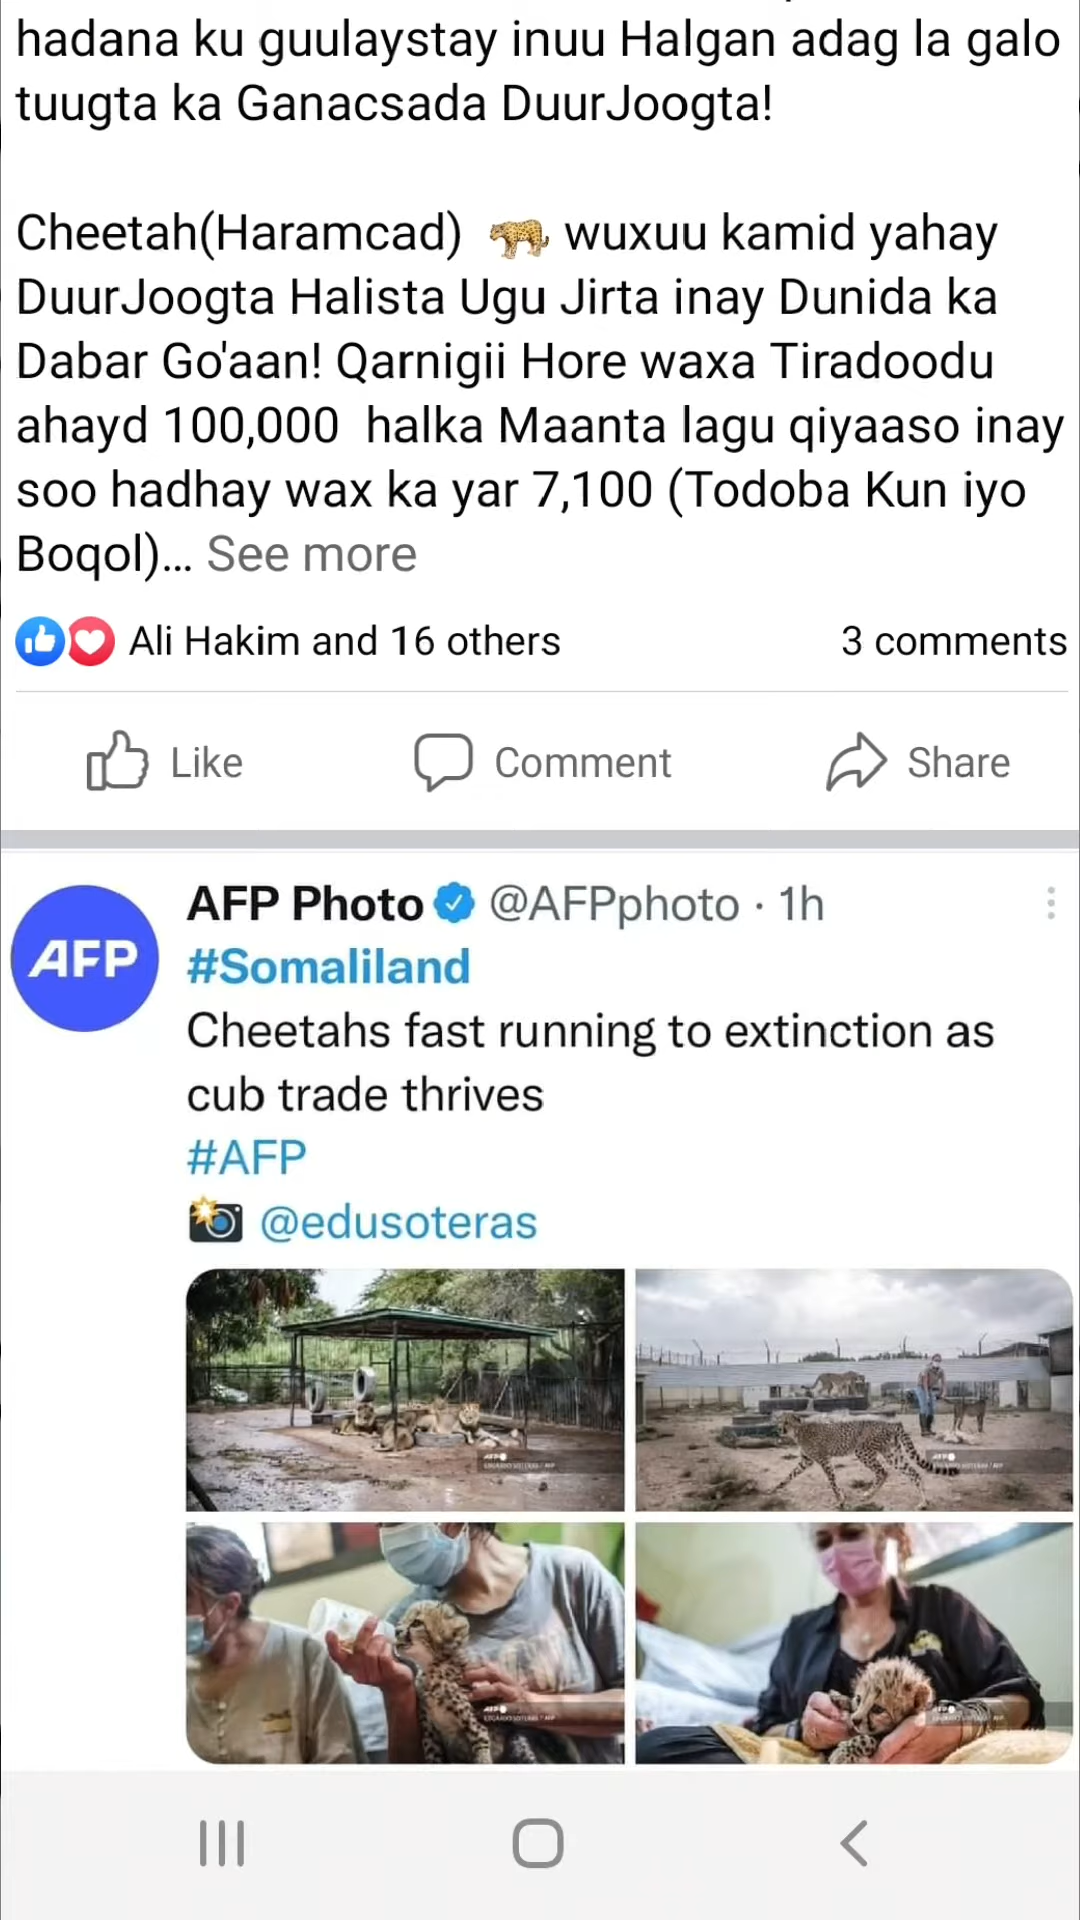 hadana ku guulaystay inuu Halgan adag la galo
tuugta ka Ganacsada DuurJoogta!
Cheetah(Haramcad) 🐆 wuxuu kamid yahay
DuurJoogta Halista Ugu Jirta inay Dunida ka
Dabar Go'aan! Qarnigii Hore waxa Tiradoodu
ahayd 100,000 halka Maanta lagu qiyaaso inay
soo hadhay wax ka yar 7,100 (Todoba Kun iyo
Boqol)... See more
Ali Hakim and 16 others 3 comments
Like Comment Share
AFP
AFP Photo @AFPphoto · 1h
#Somaliland
Cheetahs fast running to extinction as
cub trade thrives
#AFP
📸 @edusoteras